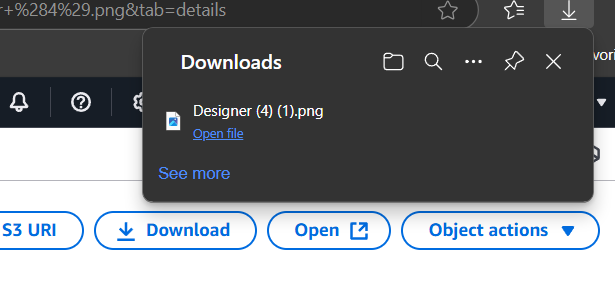 r+%284%29.png&tab=details
Downloads
Designer (4) (1).png
Open file
See more
S3 URI
Download
Open
Object actions